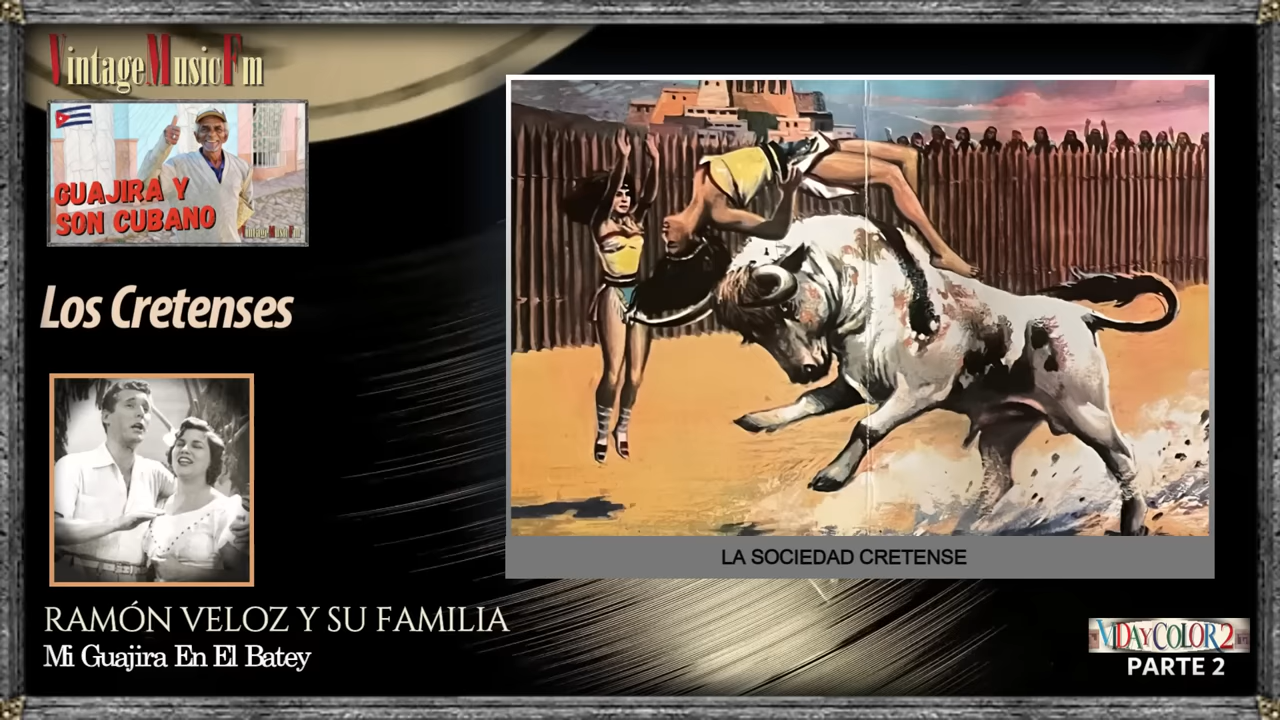 VintageMusicFm
GUAJIRA Y
SON CUBANO
VintageMusicFm
Los Cretenses
LA SOCIEDAD CRETENSE
RAMÓN VELOZ Y SU FAMILIA
Mi Guajira En El Batey
VIDAYCOLOR2
PARTE 2